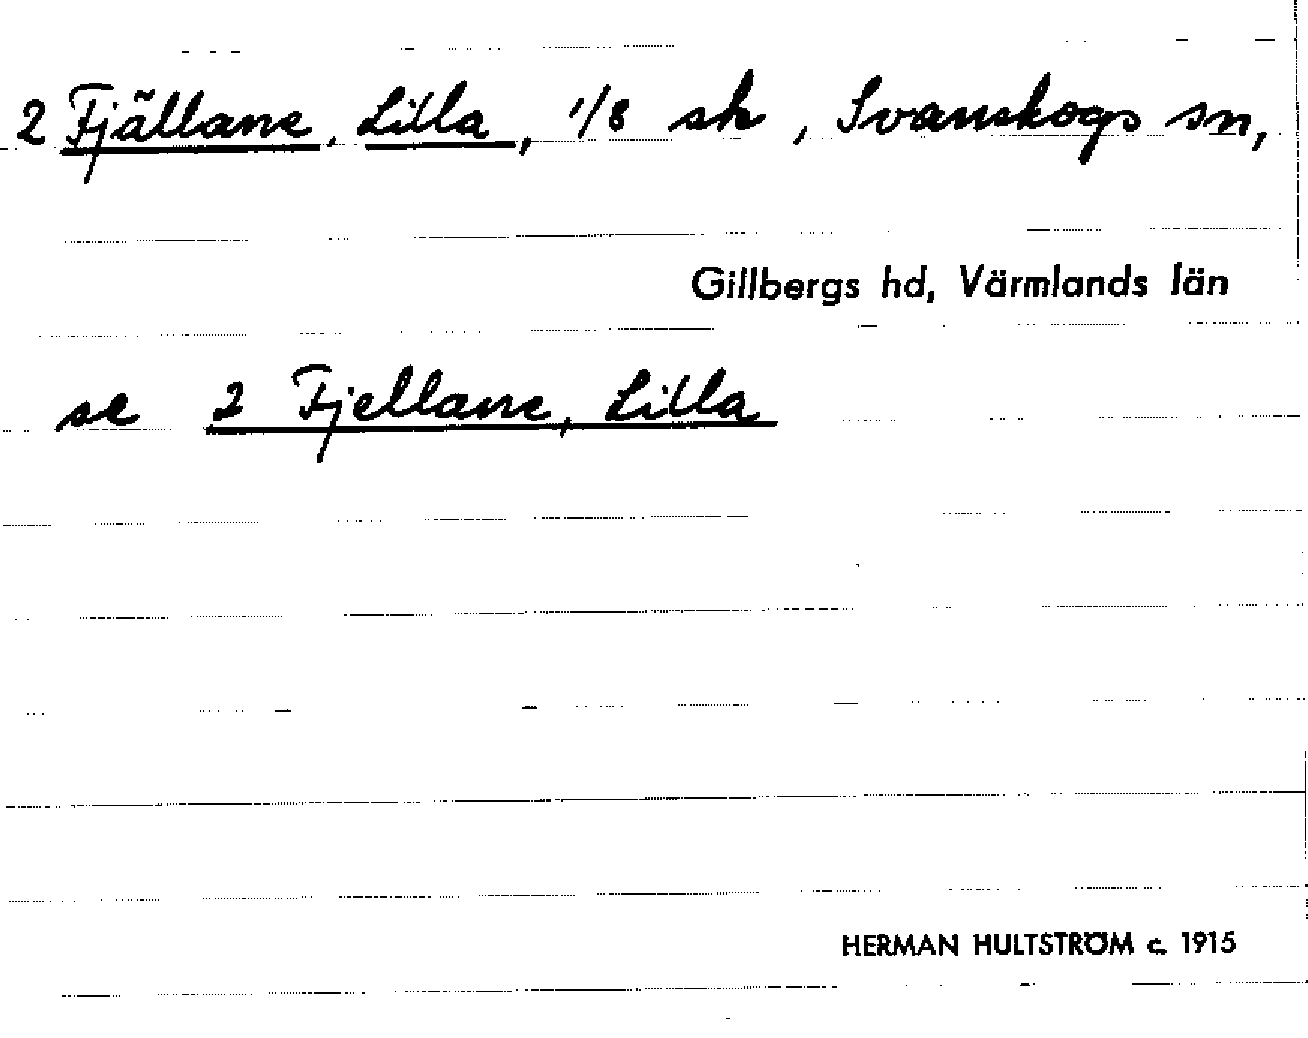 2 Fjällane, Lilla, 1/8 sk, Svanskogs sn,
Gillbergs hd, Värmlands län
se 2 Fjellane, Lilla
HERMAN HULTSTRÖM c. 1915